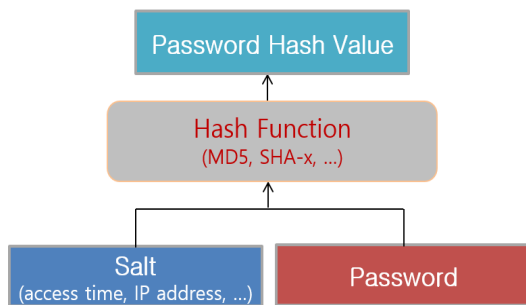 Password Hash Value
Hash Function
(MD5, SHA-x, ...)
Salt
(access time, IP address, ...)
Password